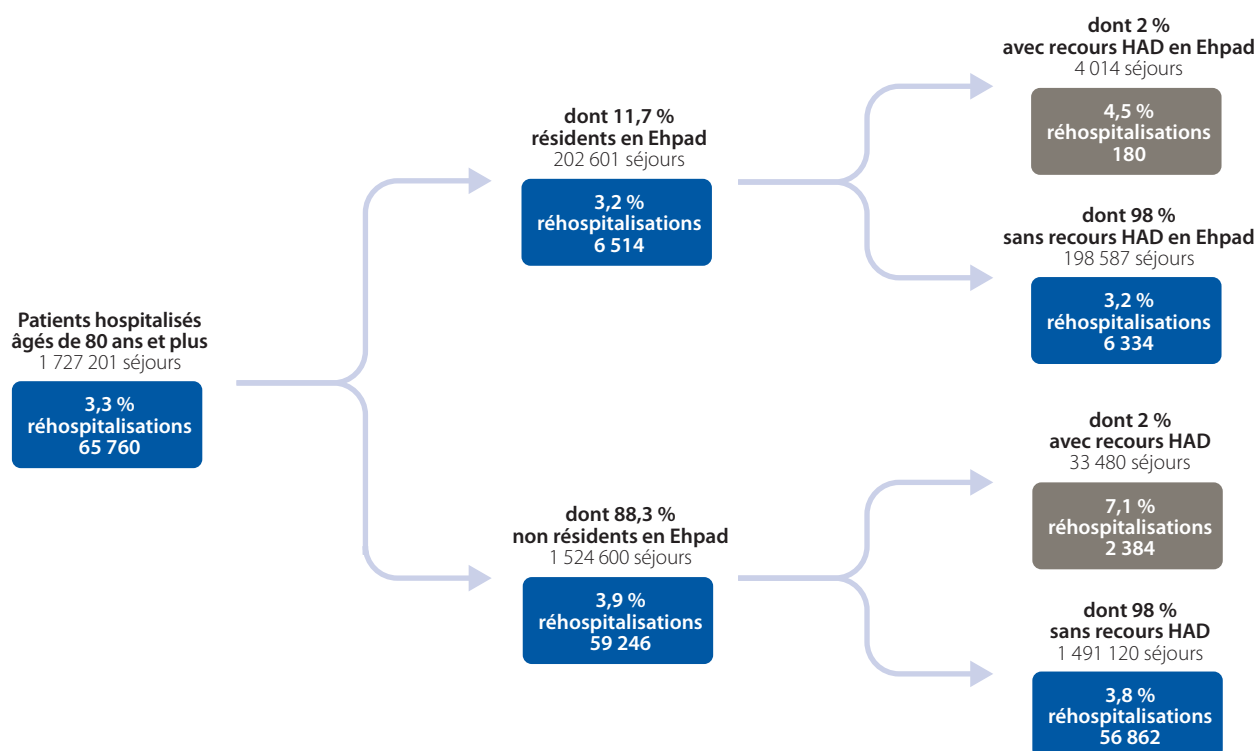 Patients hospitalisés
âgés de 80 ans et plus
1 727 201 séjours
3,3 %
réhospitalisations
65 760
dont 11,7 %
résidents en Ehpad
202 601 séjours
3,2 %
réhospitalisations
6 514
dont 88,3 %
non résidents en Ehpad
1 524 600 séjours
3,9 %
réhospitalisations
59 246
dont 2 %
avec recours HAD en Ehpad
4 014 séjours
4,5 %
réhospitalisations
180
dont 98 %
sans recours HAD en Ehpad
198 587 séjours
3,2 %
réhospitalisations
6 334
dont 2 %
avec recours HAD
33 480 séjours
7,1 %
réhospitalisations
2 384
dont 98 %
sans recours HAD
1 491 120 séjours
3,8 %
réhospitalisations
56 862